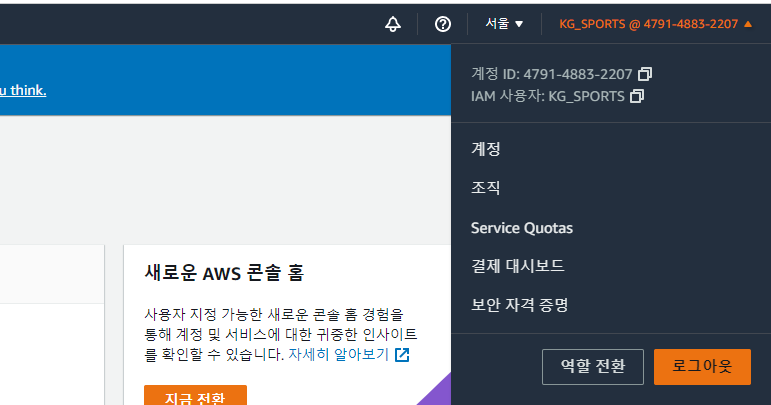 서울 ▼
KG_SPORTS @ 4791-4883-2207 ▲
u think.
계정 ID: 4791-4883-2207
IAM 사용자: KG_SPORTS
계정
조직
Service Quotas
결제 대시보드
보안 자격 증명
역할 전환
로그아웃
새로운 AWS 콘솔 홈
사용자 지정 가능한 새로운 콘솔 홈 경험을
통해 계정 및 서비스에 대한 귀중한 인사이트
를 확인할 수 있습니다. 자세히 알아보기
지금 전환